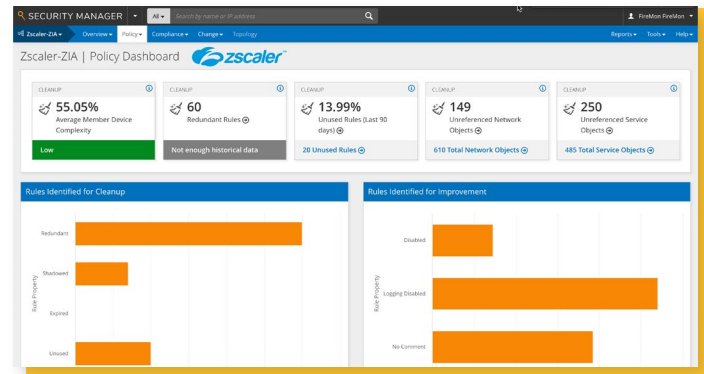 SECURITY MANAGER
All
Search by name or IP address
FireMon FireMon
Zscaler-ZIA
Overview
Policy
Compliance
Change
Topology
Reports
Tools
Help
Zscaler-ZIA | Policy Dashboard
zscaler™
CLEANUP
55.05%
Average Member Device
Complexity
Low
CLEANUP
60
Redundant Rules
Not enough historical data
CLEANUP
13.99%
Unused Rules (Last 90
days)
20 Unused Rules
CLEANUP
149
Unreferenced Network
Objects
610 Total Network Objects
CLEANUP
250
Unreferenced Service
Objects
485 Total Service Objects
Rules Identified for Cleanup
Rule Property
Redundant
Shadowed
Expired
Unused
Rules Identified for Improvement
Rule Property
Disabled
Logging Disabled
No Comment